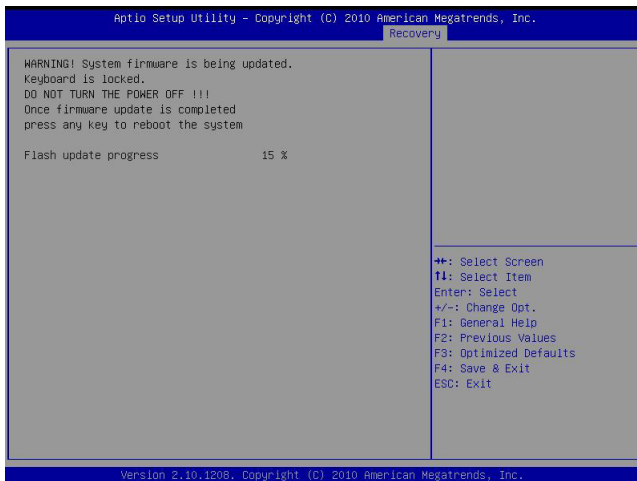 Aptio Setup Utility – Copyright (C) 2010 American Megatrends, Inc.
Recovery
WARNING! System firmware is being updated.
Keyboard is locked.
DO NOT TURN THE POWER OFF !!!
Once firmware update is completed
press any key to reboot the system
Flash update progress 15 %
→←: Select Screen
↑↓: Select Item
Enter: Select
+/-: Change Opt.
F1: General Help
F2: Previous Values
F3: Optimized Defaults
F4: Save & Exit
ESC: Exit
Version 2.10.1208. Copyright (C) 2010 American Megatrends, Inc.